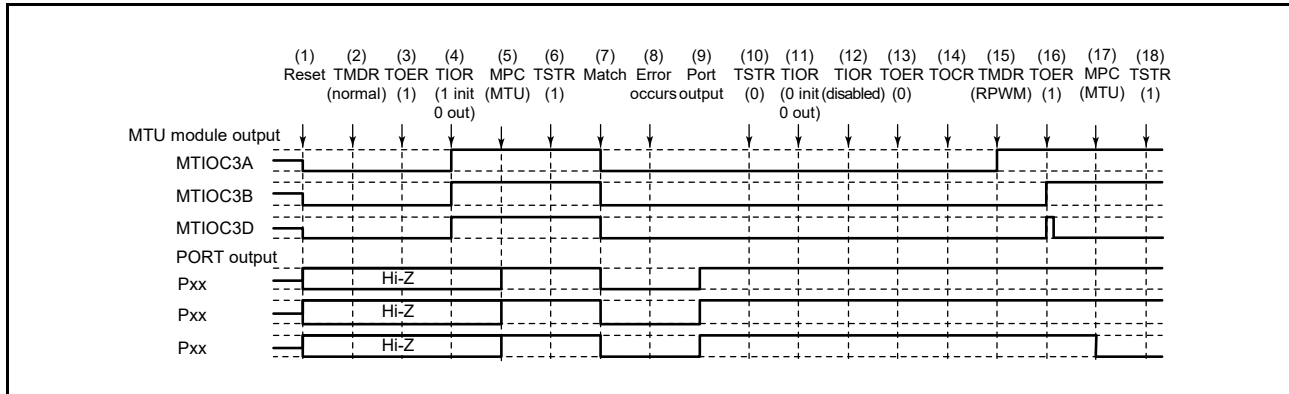 (1) (2) (3) (4) (5) (6) (7) (8) (9) (10) (11) (12) (13) (14) (15) (16) (17) (18)
Reset TMDR TOER TIOR MPC TSTR Match Error Port TSTR TIOR TIOR TOER TOCR TMDR TOER MPC TSTR
(normal) (1) (1 init (MTU) (1) occurs output (0) (0 init (disabled) (0) (RPWM) (1) (MTU) (1)
0 out) 0 out)
MTU module output
MTIOC3A
MTIOC3B
MTIOC3D
PORT output
Pxx Hi-Z
Pxx Hi-Z
Pxx Hi-Z